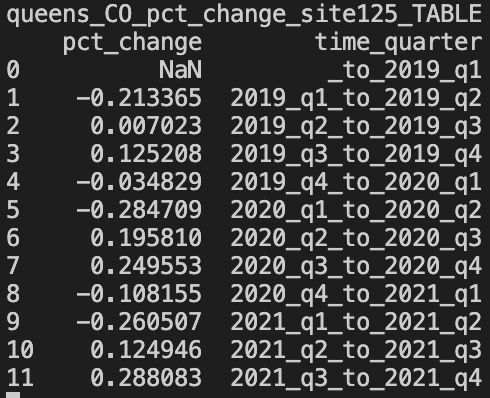 queens_CO_pct_change_site125_TABLE
pct_change time_quarter
0 NaN _to_2019_q1
1 -0.213365 2019_q1_to_2019_q2
2 0.007023 2019_q2_to_2019_q3
3 0.125208 2019_q3_to_2019_q4
4 -0.034829 2019_q4_to_2020_q1
5 -0.284709 2020_q1_to_2020_q2
6 0.195810 2020_q2_to_2020_q3
7 0.249553 2020_q3_to_2020_q4
8 -0.108155 2020_q4_to_2021_q1
9 -0.260507 2021_q1_to_2021_q2
10 0.124946 2021_q2_to_2021_q3
11 0.288083 2021_q3_to_2021_q4